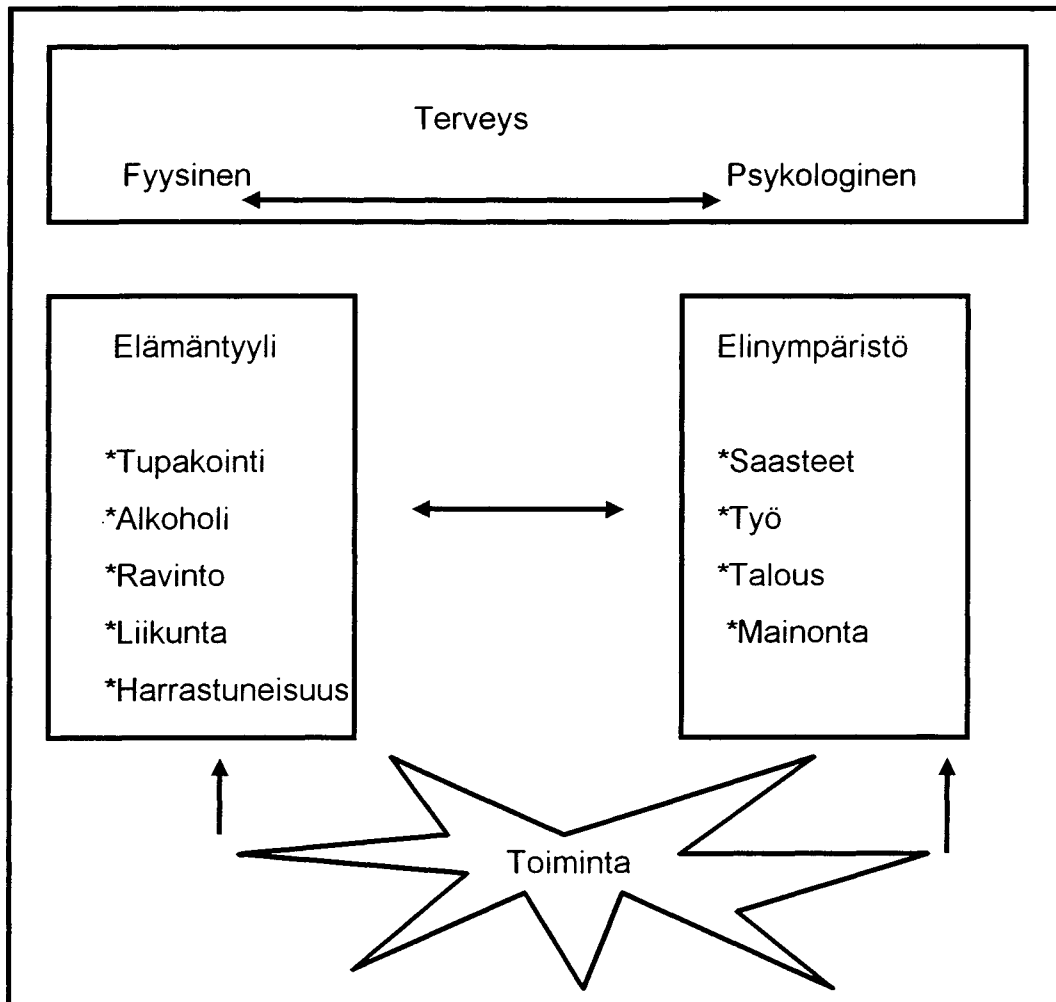 Terveys
Fyysinen Psykologinen
Elämäntyyli
*Tupakointi
*Alkoholi
*Ravinto
*Liikunta
*Harrastuneisuus
Elinympäristö
*Saasteet
*Työ
*Talous
*Mainonta
Toiminta